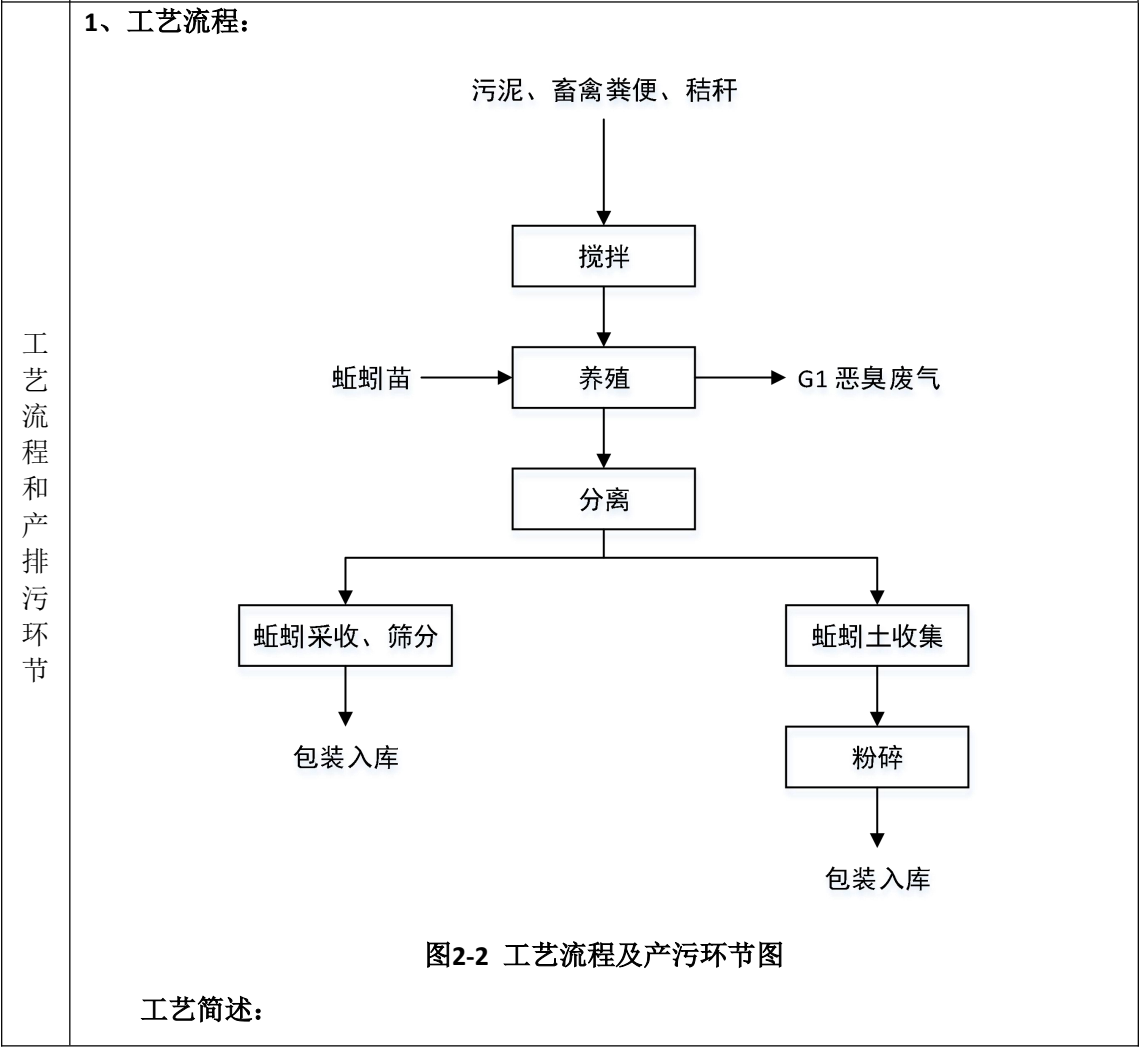 工艺流程和产排污环节
1、工艺流程：
污泥、畜禽粪便、秸秆
搅拌
蚯蚓苗
养殖
G1 恶臭废气
分离
蚯蚓采收、筛分
蚯蚓土收集
包装入库
粉碎
包装入库
图2-2 工艺流程及产污环节图
工艺简述：